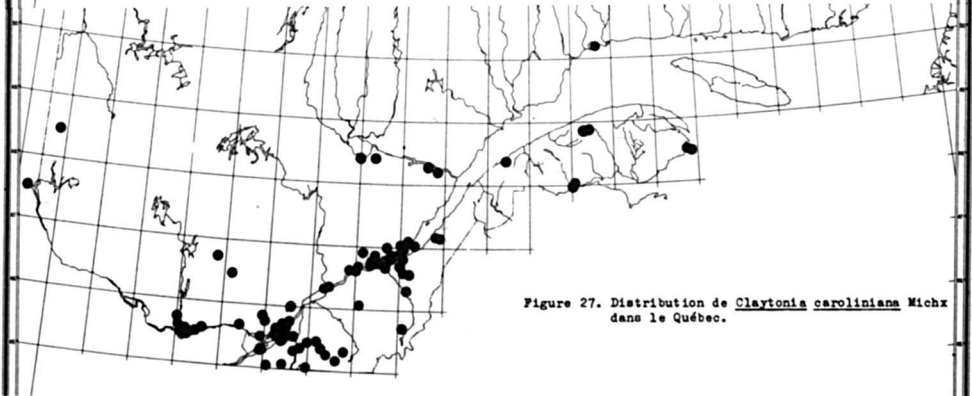 Figure 27. Distribution de Claytonia caroliniana Michx
dans le Québec.